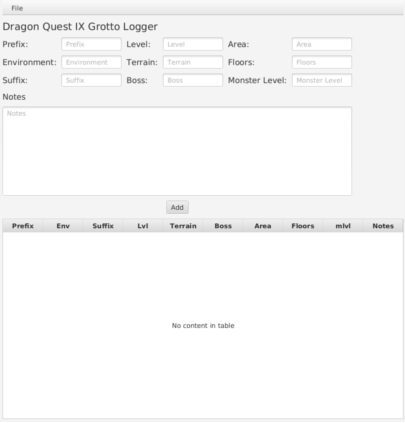 File
Dragon Quest IX Grotto Logger
Prefix: Prefix Level: Level Area: Area
Environment: Environment Terrain: Terrain Floors: Floors
Suffix: Suffix Boss: Boss Monster Level: Monster Level
Notes
Notes
Add
Prefix Env Suffix Lvl Terrain Boss Area Floors mlvl Notes
No content in table